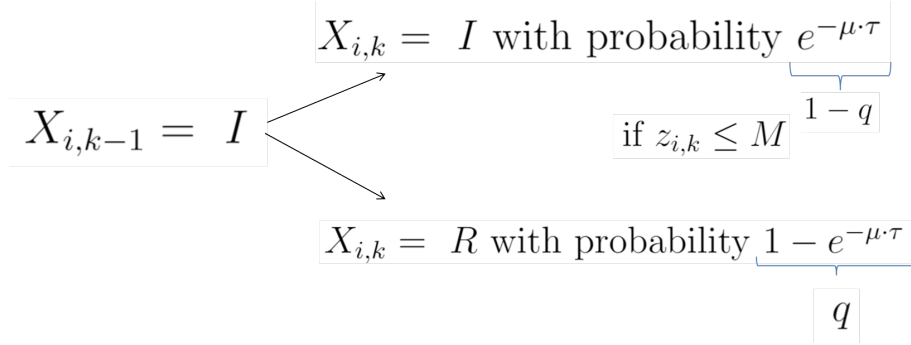 X_{i,k} = I with probability e^{−μ·τ}
1 − q
X_{i,k−1} = I
if z_{i,k} ≤ M
X_{i,k} = R with probability 1 − e^{−μ·τ}
q